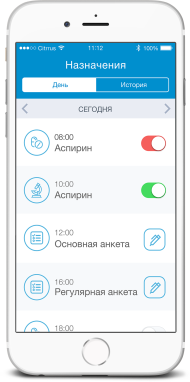 Citrus 11:12 100%
Назначения
День История
СЕГОДНЯ
08:00
Аспирин
10:00
Аспирин
12:00
Основная анкета
16:00
Регулярная анкета
18:00